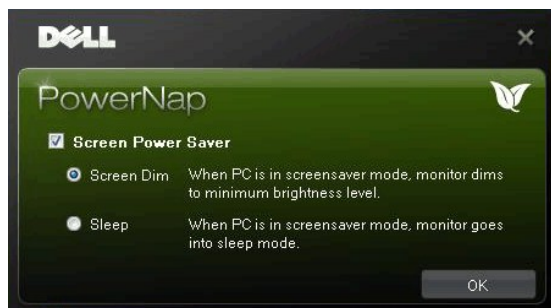 DELL
PowerNap
Screen Power Saver
Screen Dim When PC is in screensaver mode, monitor dims
to minimum brightness level.
Sleep When PC is in screensaver mode, monitor goes
into sleep mode.
OK